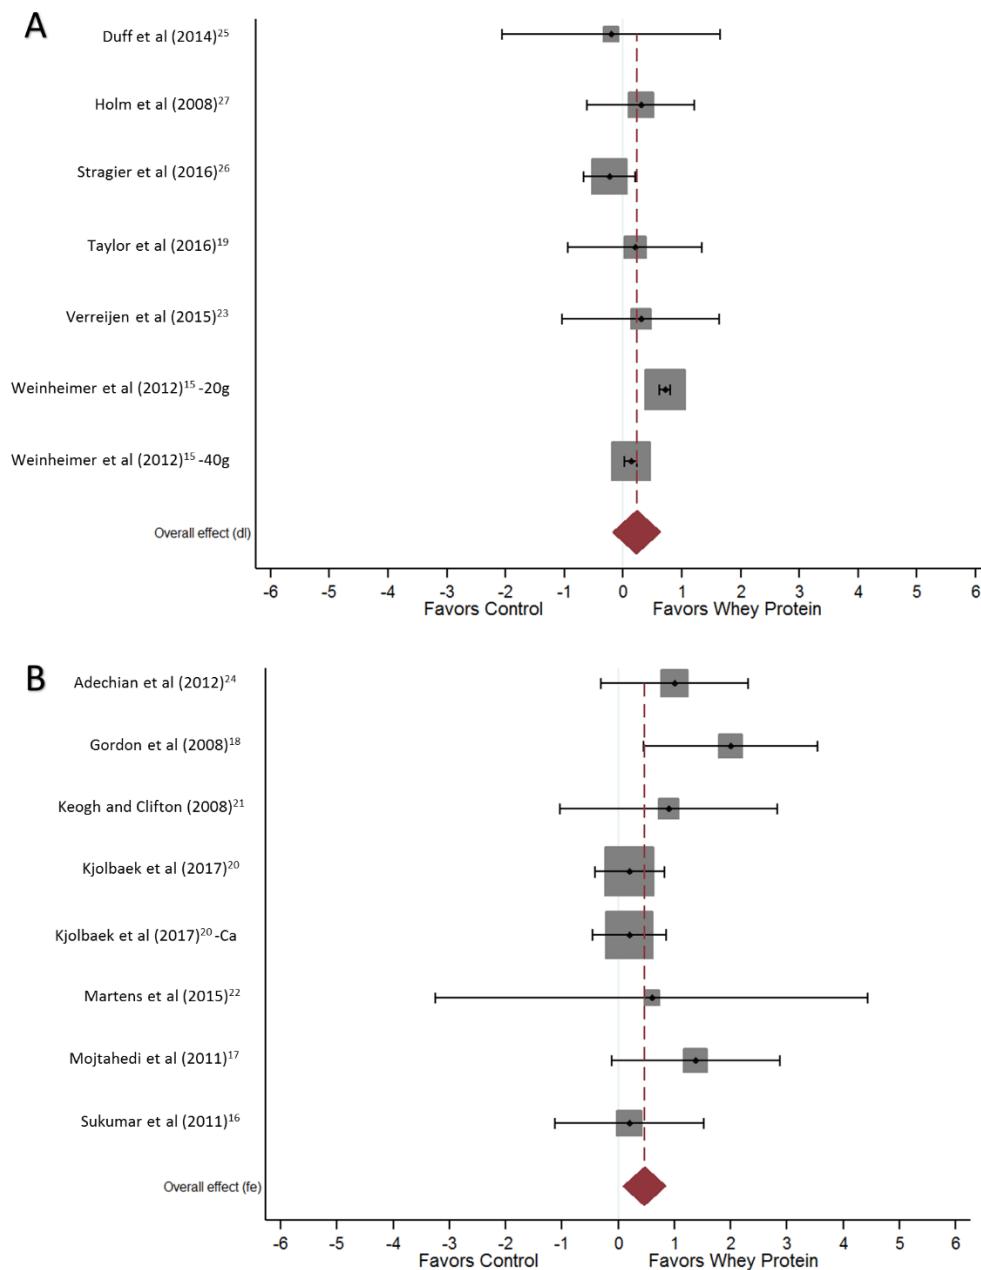 A
Duff et al (2014)²⁵
Holm et al (2008)²⁷
Stragier et al (2016)²⁶
Taylor et al (2016)¹⁹
Verreijen et al (2015)²³
Weinheimer et al (2012)¹⁵ -20g
Weinheimer et al (2012)¹⁵ -40g
Overall effect (dl)
-6 -5 -4 -3 -2 -1 0 1 2 3 4 5 6
Favors Control Favors Whey Protein
B
Adechian et al (2012)²⁴
Gordon et al (2008)¹⁸
Keogh and Clifton (2008)²¹
Kjolbaek et al (2017)²⁰
Kjolbaek et al (2017)²⁰ -Ca
Martens et al (2015)²²
Mojtahedi et al (2011)¹⁷
Sukumar et al (2011)¹⁶
Overall effect (fe)
-6 -5 -4 -3 -2 -1 0 1 2 3 4 5 6
Favors Control Favors Whey Protein